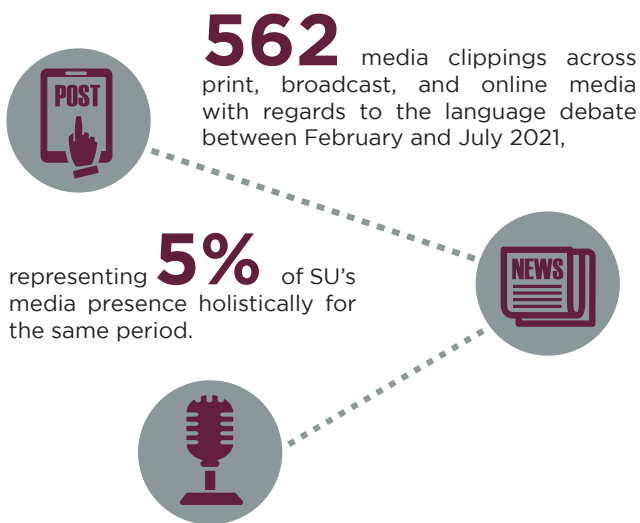 562 media clippings across
print, broadcast, and online media
with regards to the language debate
between February and July 2021,
POST
NEWS
representing 5% of SU's
media presence holistically for
the same period.